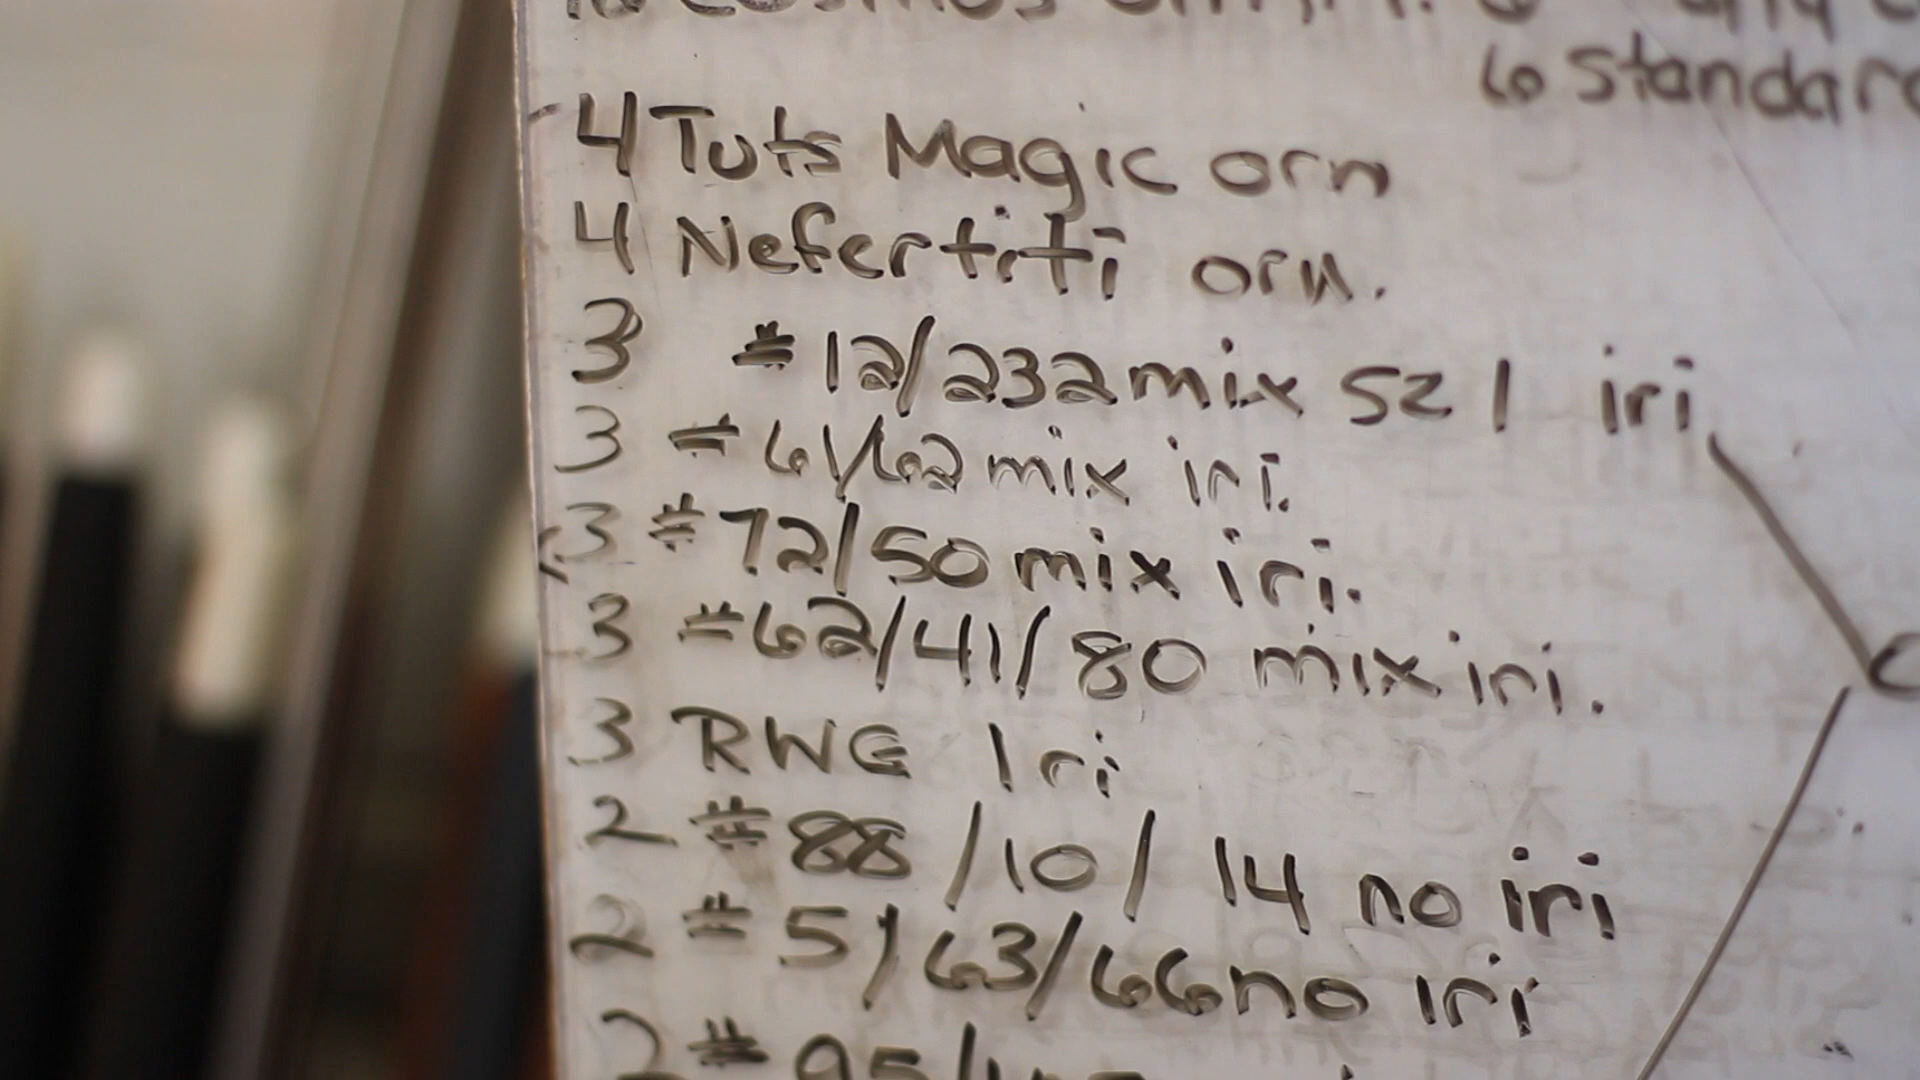 6 Standard
4 Tuts Magic orn
4 Nefertiti orn.
3 #12/232 mix SZ 1 iri
3 #61/62 mix iri.
3 #72/50 mix iri.
3 #62/41/80 mix iri.
3 RWG Iri
2 #88/10/14 no iri
2 #5/63/66 no iri
2 #